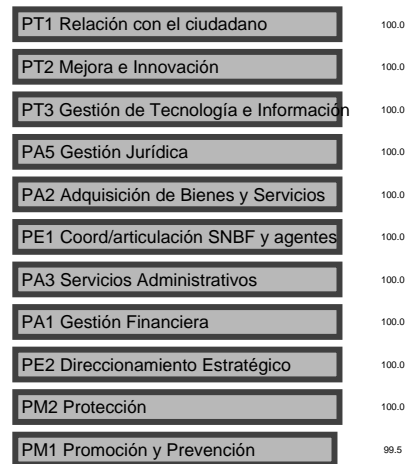 PT1 Relación con el ciudadano 100.0
PT2 Mejora e Innovación 100.0
PT3 Gestión de Tecnología e Información 100.0
PA5 Gestión Jurídica 100.0
PA2 Adquisición de Bienes y Servicios 100.0
PE1 Coord/articulación SNBF y agentes 100.0
PA3 Servicios Administrativos 100.0
PA1 Gestión Financiera 100.0
PE2 Direccionamiento Estratégico 100.0
PM2 Protección 100.0
PM1 Promoción y Prevención 99.5